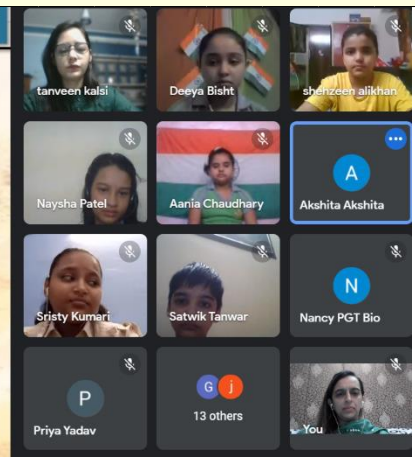 tanveen kalsi
Deeya Bisht
shenzeen alikhan
Naysha Patel
Aania Chaudhary
A
Akshita Akshita
Sristy Kumari
Satwik Tanwar
N
Nancy PGT Bio
P
Priya Yadav
G j
13 others
You